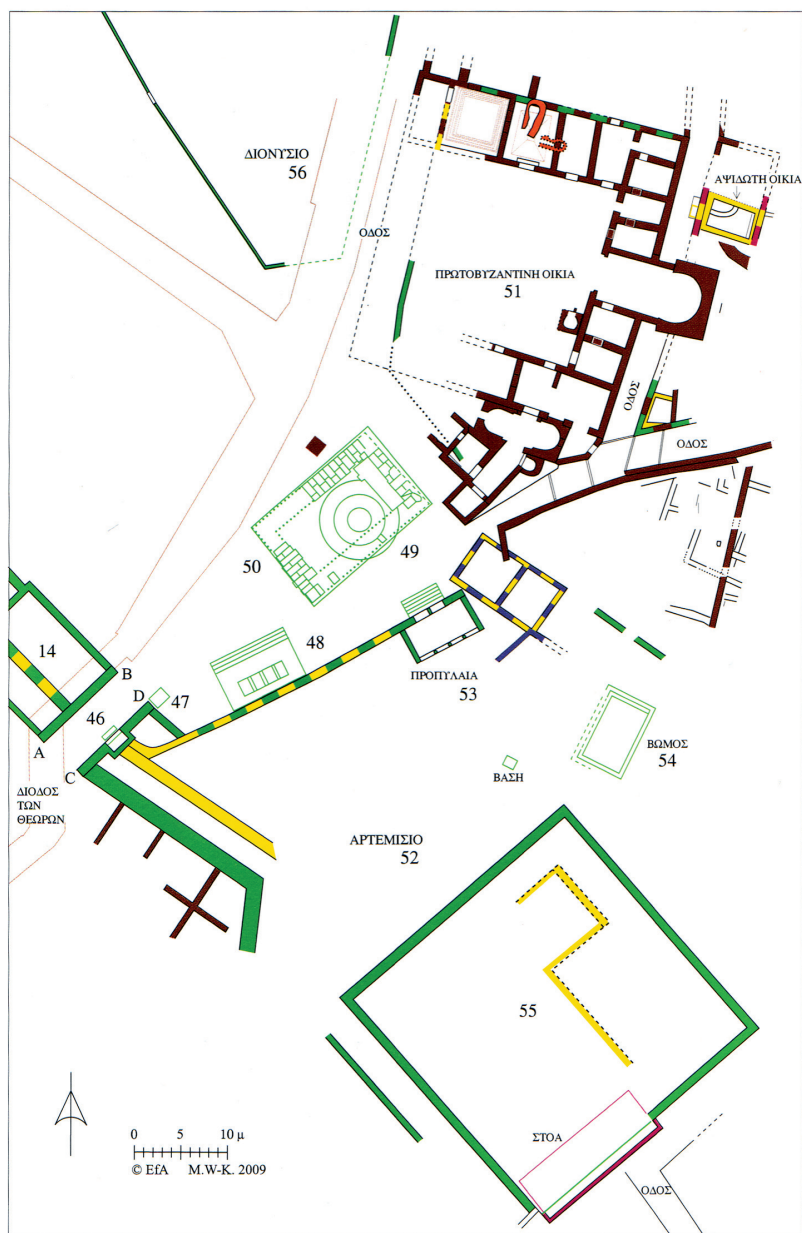 ΔΙΟΝΥΣΙΟ
56
ΑΨΙΔΩΤΗ ΟΙΚΙΑ
ΟΔΟΣ
ΠΡΩΤΟΒΥΖΑΝΤΙΝΗ ΟΙΚΙΑ
51
ΟΔΟΣ
ΟΔΟΣ
49
50
48
14
B
D
47
46
A
C
ΠΡΟΠΥΛΑΙΑ
53
ΒΩΜΟΣ
54
ΒΑΣΗ
ΔΙΟΔΟΣ
ΤΩΝ
ΘΕΩΡΩΝ
ΑΡΤΕΜΙΣΙΟ
52
55
ΣΤΟΑ
ΟΔΟΣ
0 5 10 μ
© EfA M.W-K. 2009